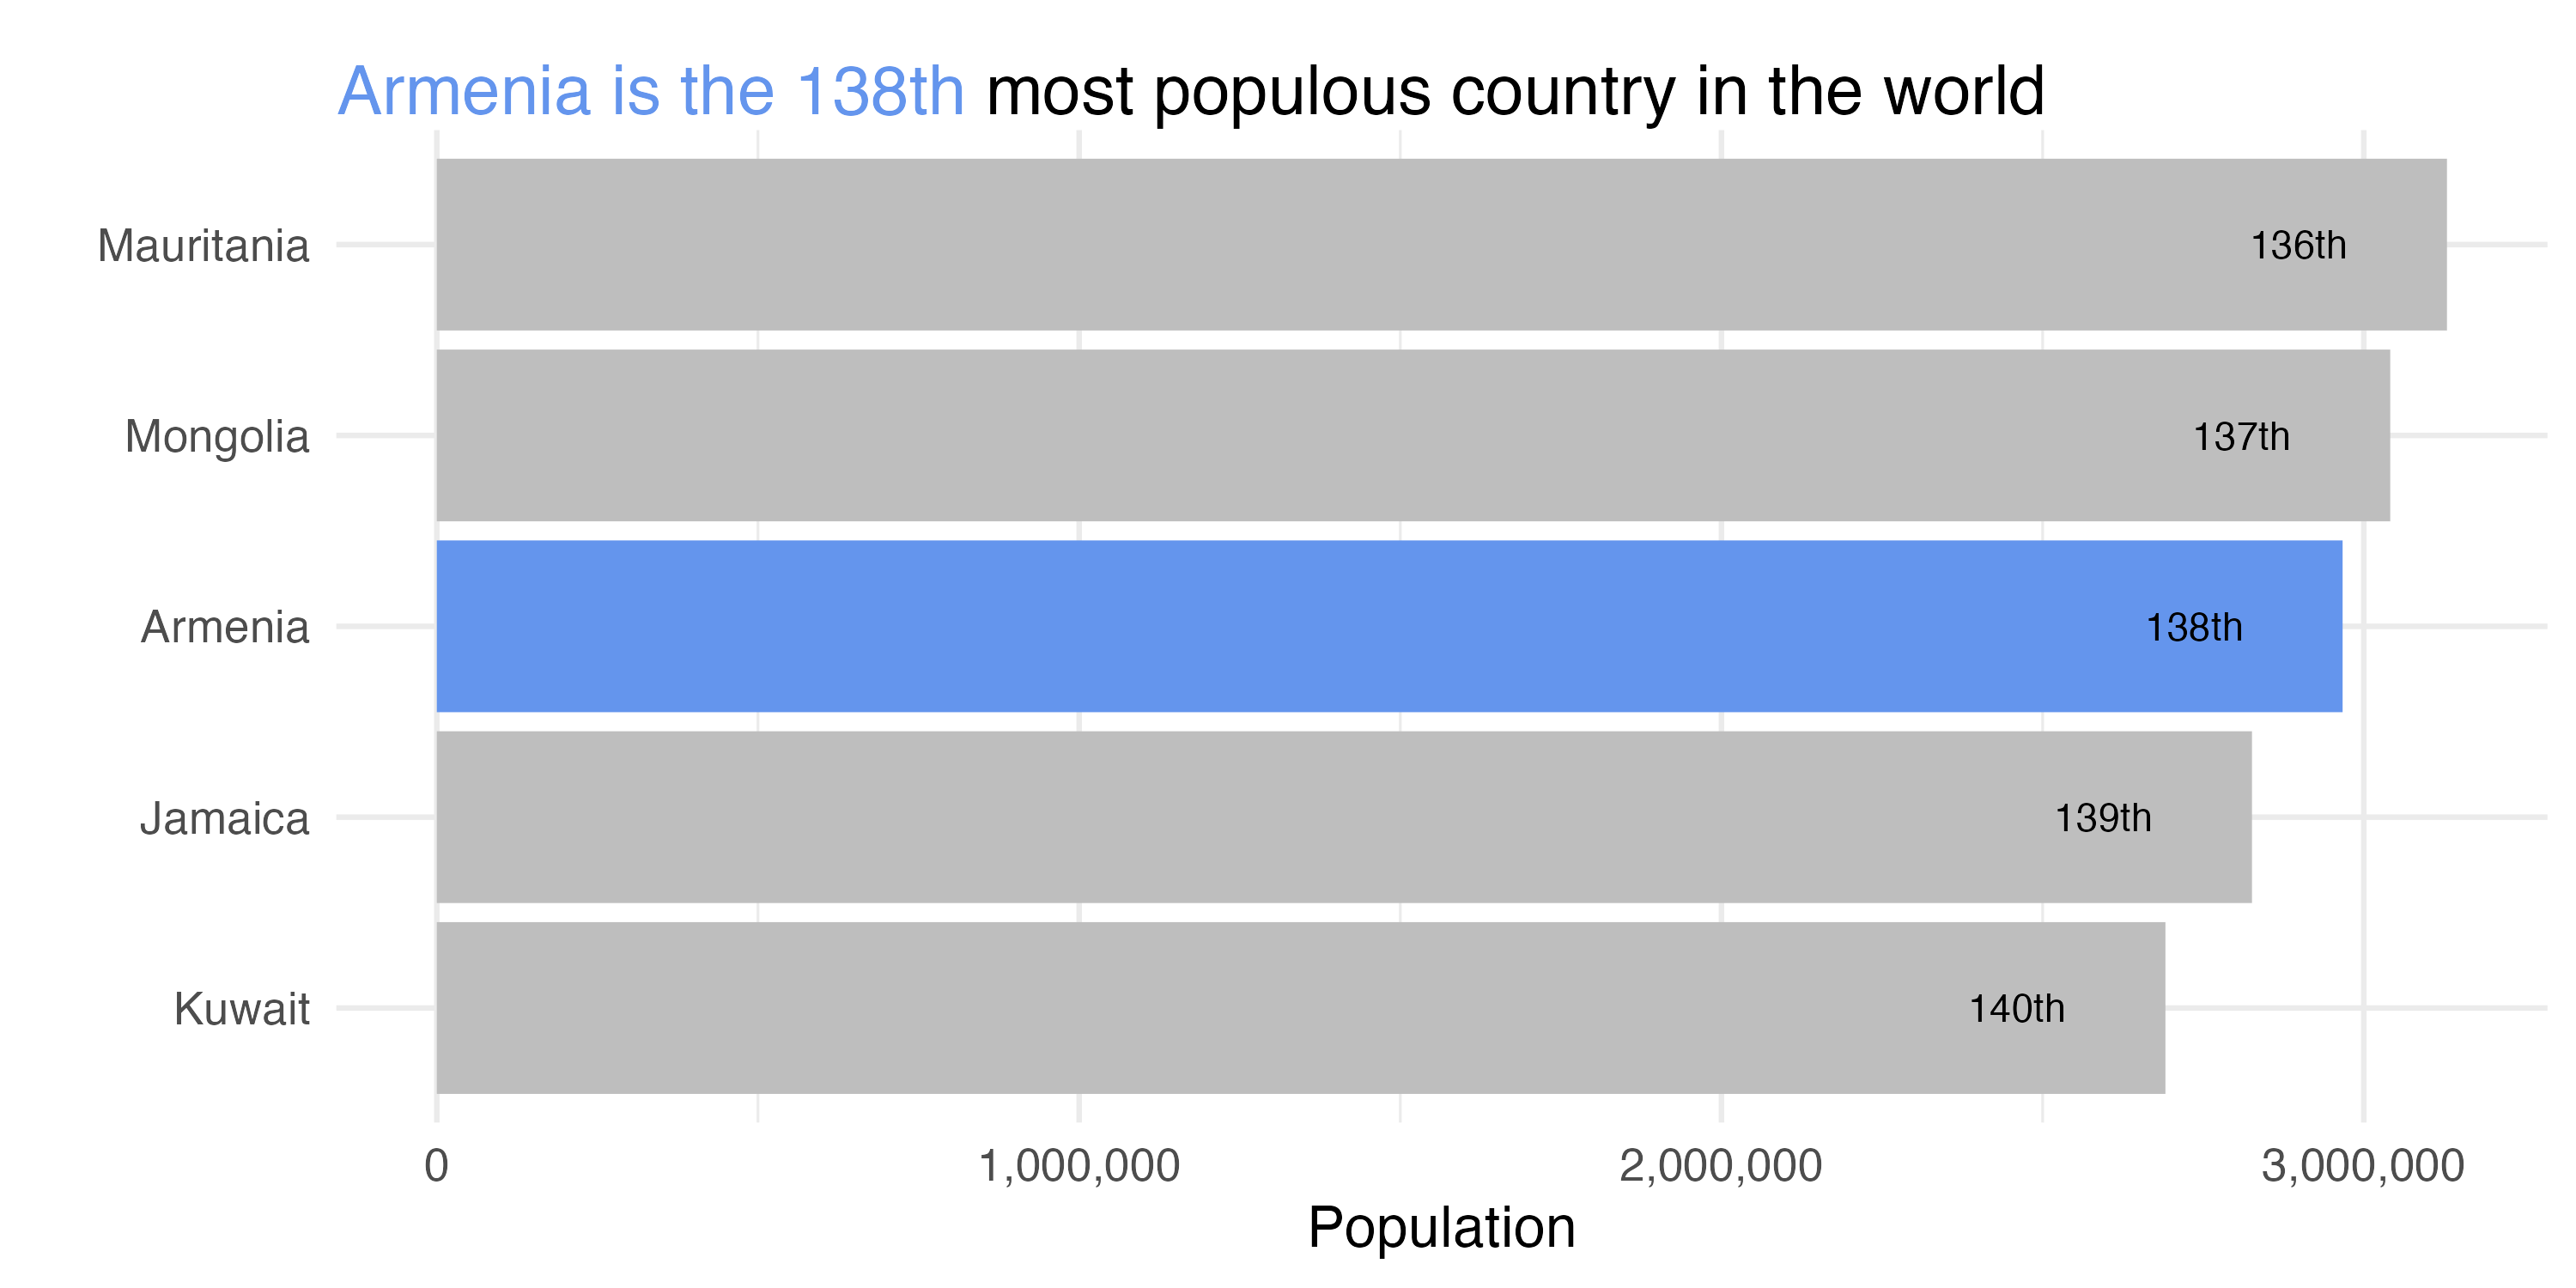 Armenia is the 138th most populous country in the world
Mauritania
136th
Mongolia
137th
Armenia
138th
Jamaica
139th
Kuwait
140th
0 1,000,000 2,000,000 3,000,000
Population